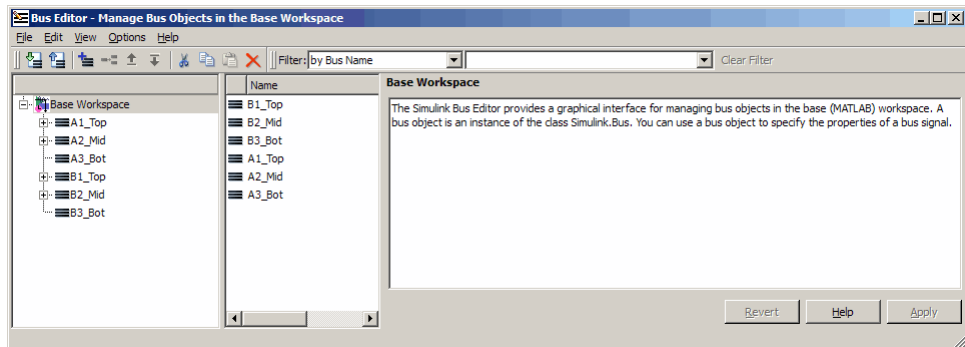 Bus Editor - Manage Bus Objects in the Base Workspace
File Edit View Options Help
Filter: by Bus Name Clear Filter
Base Workspace
A1_Top
A2_Mid
A3_Bot
B1_Top
B2_Mid
B3_Bot
Name
B1_Top
B2_Mid
B3_Bot
A1_Top
A2_Mid
A3_Bot
Base Workspace
The Simulink Bus Editor provides a graphical interface for managing bus objects in the base (MATLAB) workspace. A
bus object is an instance of the class Simulink.Bus. You can use a bus object to specify the properties of a bus signal.
Revert Help Apply